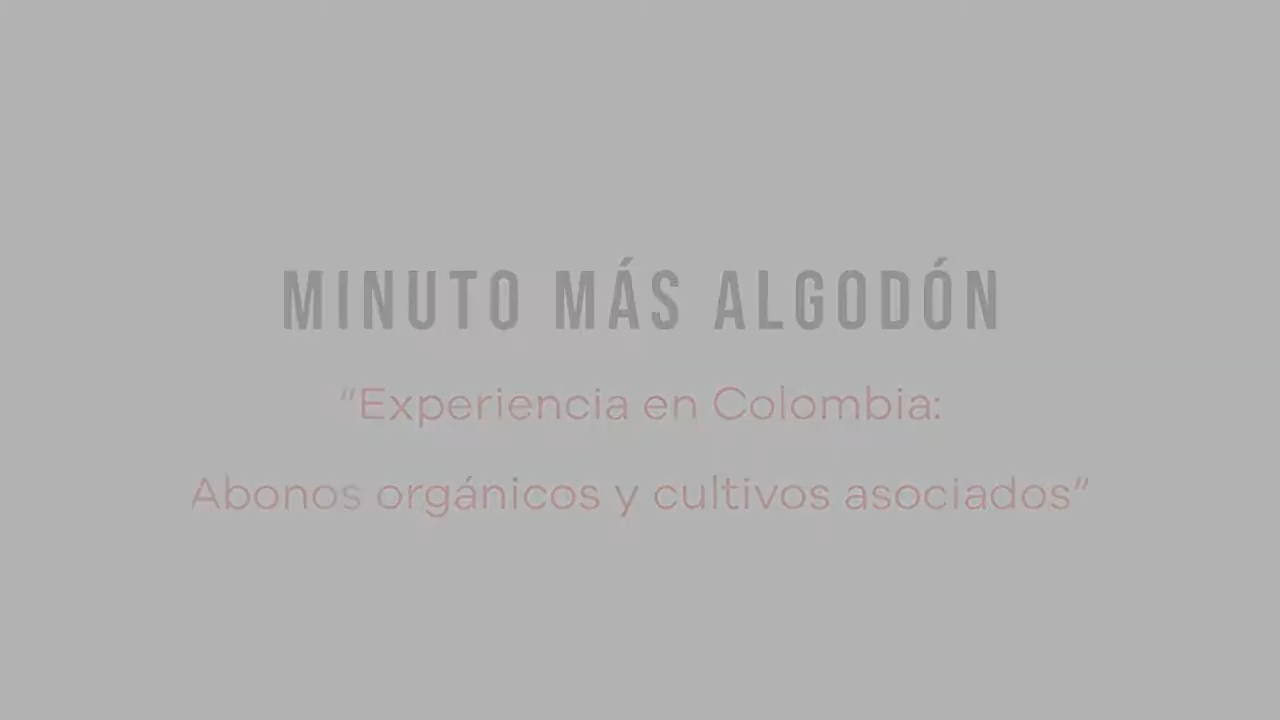 MINUTO MÁS ALGODÓN
“Experiencia en Colombia:
Abonos orgánicos y cultivos asociados”